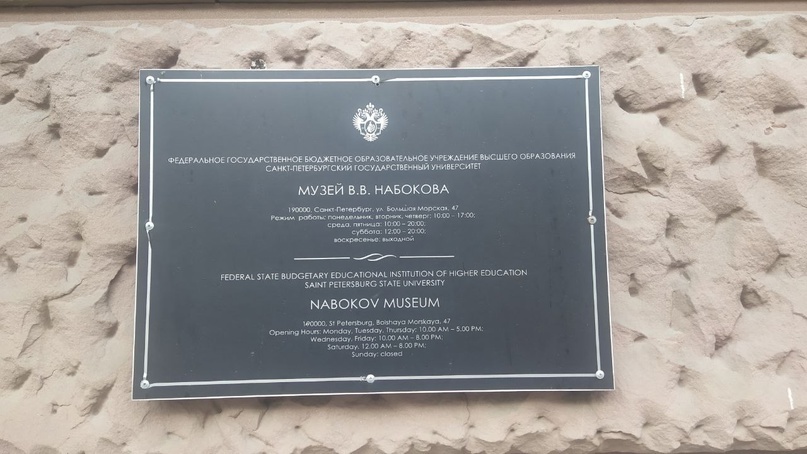 ФЕДЕРАЛЬНОЕ ГОСУДАРСТВЕННОЕ БЮДЖЕТНОЕ ОБРАЗОВАТЕЛЬНОЕ УЧРЕЖДЕНИЕ ВЫСШЕГО ОБРАЗОВАНИЯ
САНКТ-ПЕТЕРБУРГСКИЙ ГОСУДАРСТВЕННЫЙ УНИВЕРСИТЕТ
МУЗЕЙ В.В. НАБОКОВА
190000, Санкт-Петербург, ул. Большая Морская, 47
Режим работы: понедельник, вторник, четверг: 10:00 - 17:00;
среда, пятница: 10:00 – 20:00;
суббота: 12:00 - 20:00;
воскресенье: выходной
FEDERAL STATE BUDGETARY EDUCATIONAL INSTITUTION OF HIGHER EDUCATION
SAINT PETERSBURG STATE UNIVERSITY
NABOKOV MUSEUM
190000, St Petersburg, Bolshaya Morskaya, 47
Opening Hours: Monday, Tuesday, Thursday: 10.00 AM – 5.00 PM;
Wednesday, Friday: 10.00 AM – 8.00 PM;
Saturday: 12.00 AM – 8.00 PM;
Sunday: closed